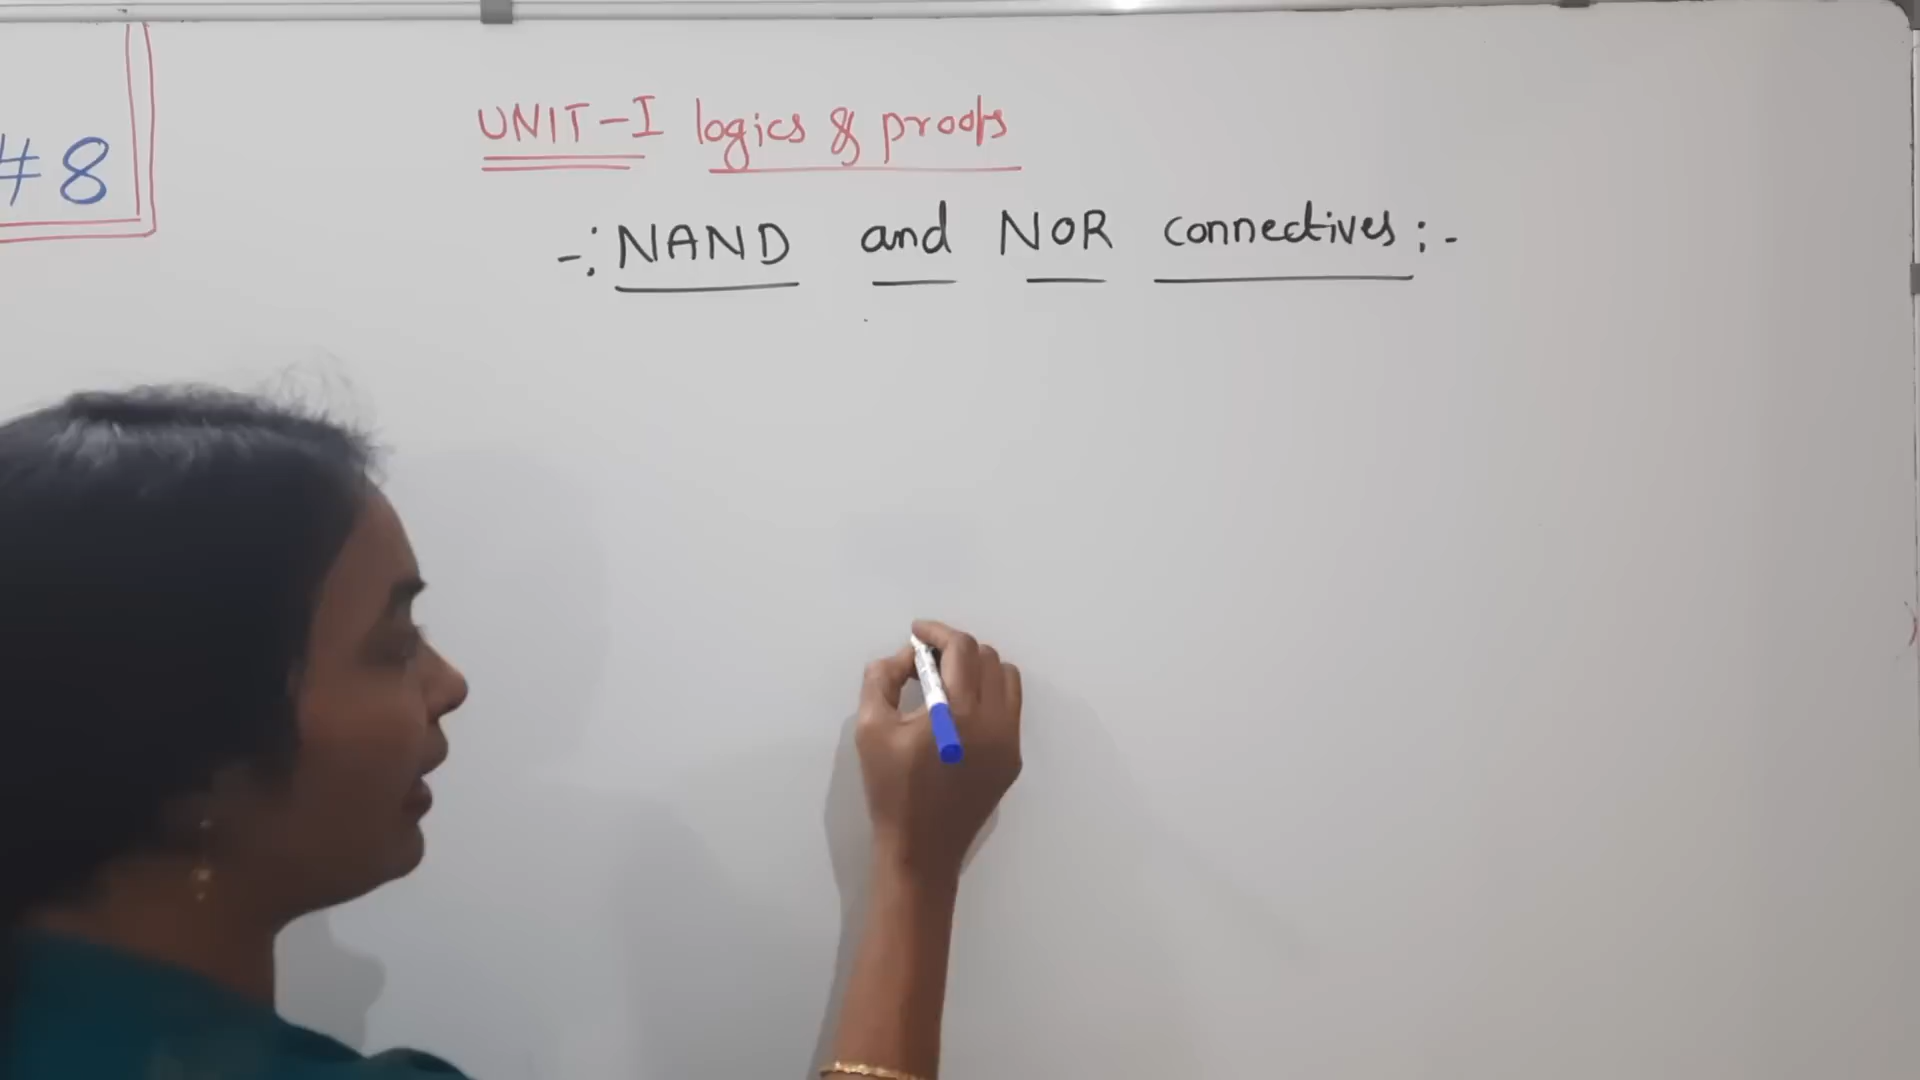 #8
UNIT-I logics & proofs
-: NAND and NOR connectives :-